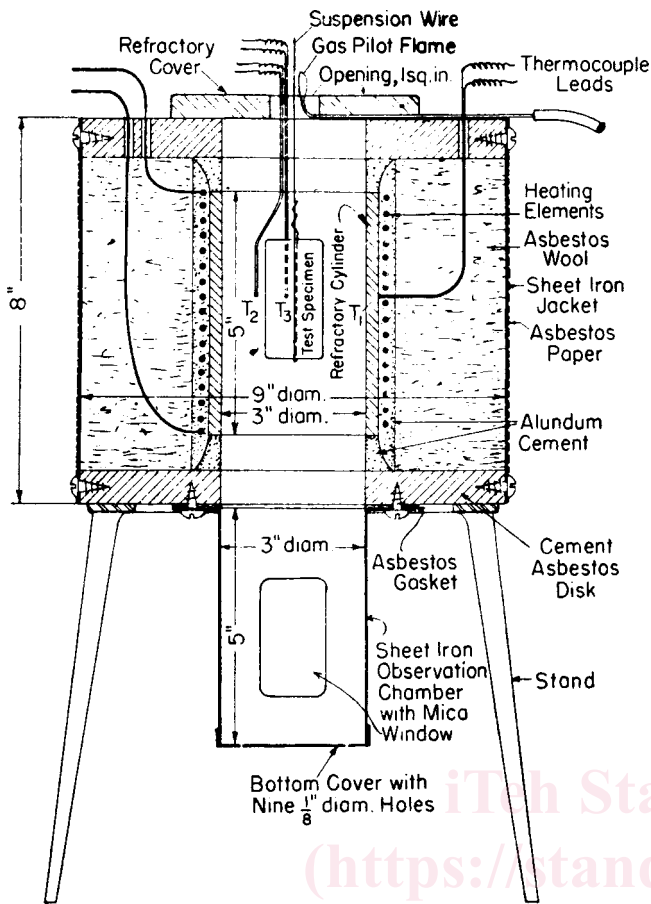 Suspension Wire
Refractory
Cover
Gas Pilot Flame
Opening, 1sq.in.
Thermocouple
Leads
Heating
Elements
Asbestos
Wool
Sheet Iron
Jacket
Asbestos
Paper
8"
5"
T2
T3
Test Specimen
Refractory Cylinder
T1
9" diam.
3" diam.
Alundum
Cement
3" diam
Asbestos
Gasket
Cement
Asbestos
Disk
5"
Sheet Iron
Observation
Chamber
with Mica
Window
Stand
Bottom Cover with
Nine 1/8" diam. Holes
iTeh Sta
(https://stand